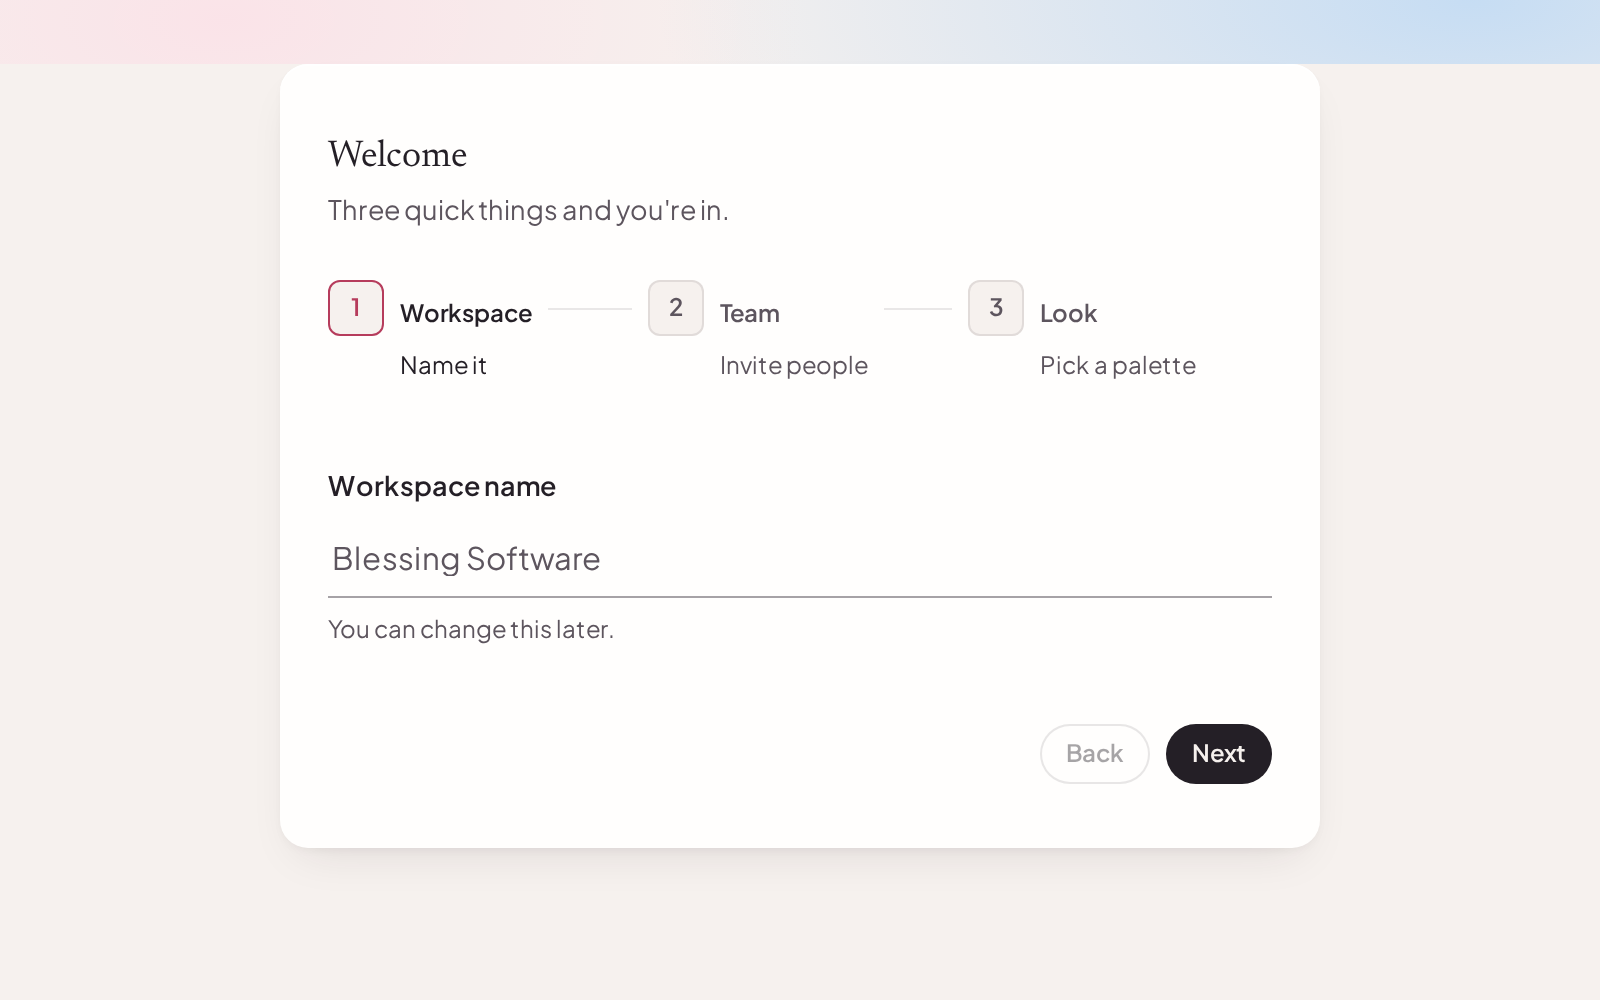 Welcome
Three quick things and you're in.
1 Workspace
Name it
2 Team
Invite people
3 Look
Pick a palette
Workspace name
Blessing Software
You can change this later.
Back
Next